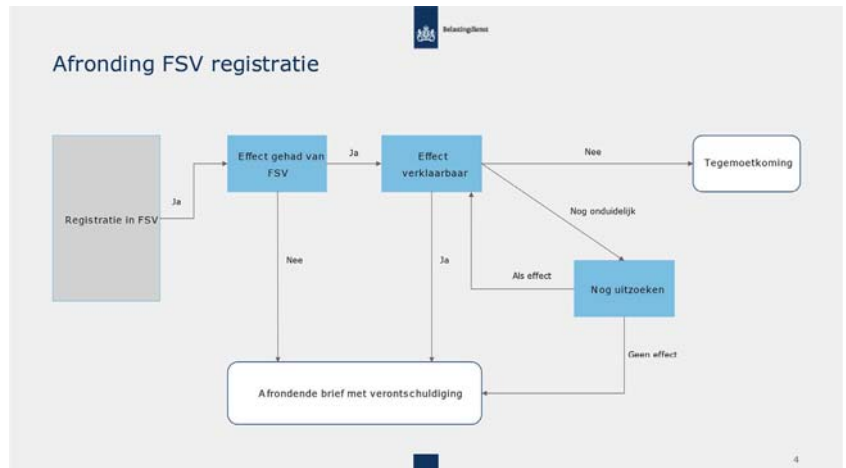 Belastingdienst
Afronding FSV registratie
Registratie in FSV
Ja
Effect gehad van
FSV
Ja
Effect
verklaarbaar
Nee
Tegemoetkoming
Nog onduidelijk
Nee
Ja
Als effect
Nog uitzoeken
Geen effect
Afrondende brief met verontschuldiging
4